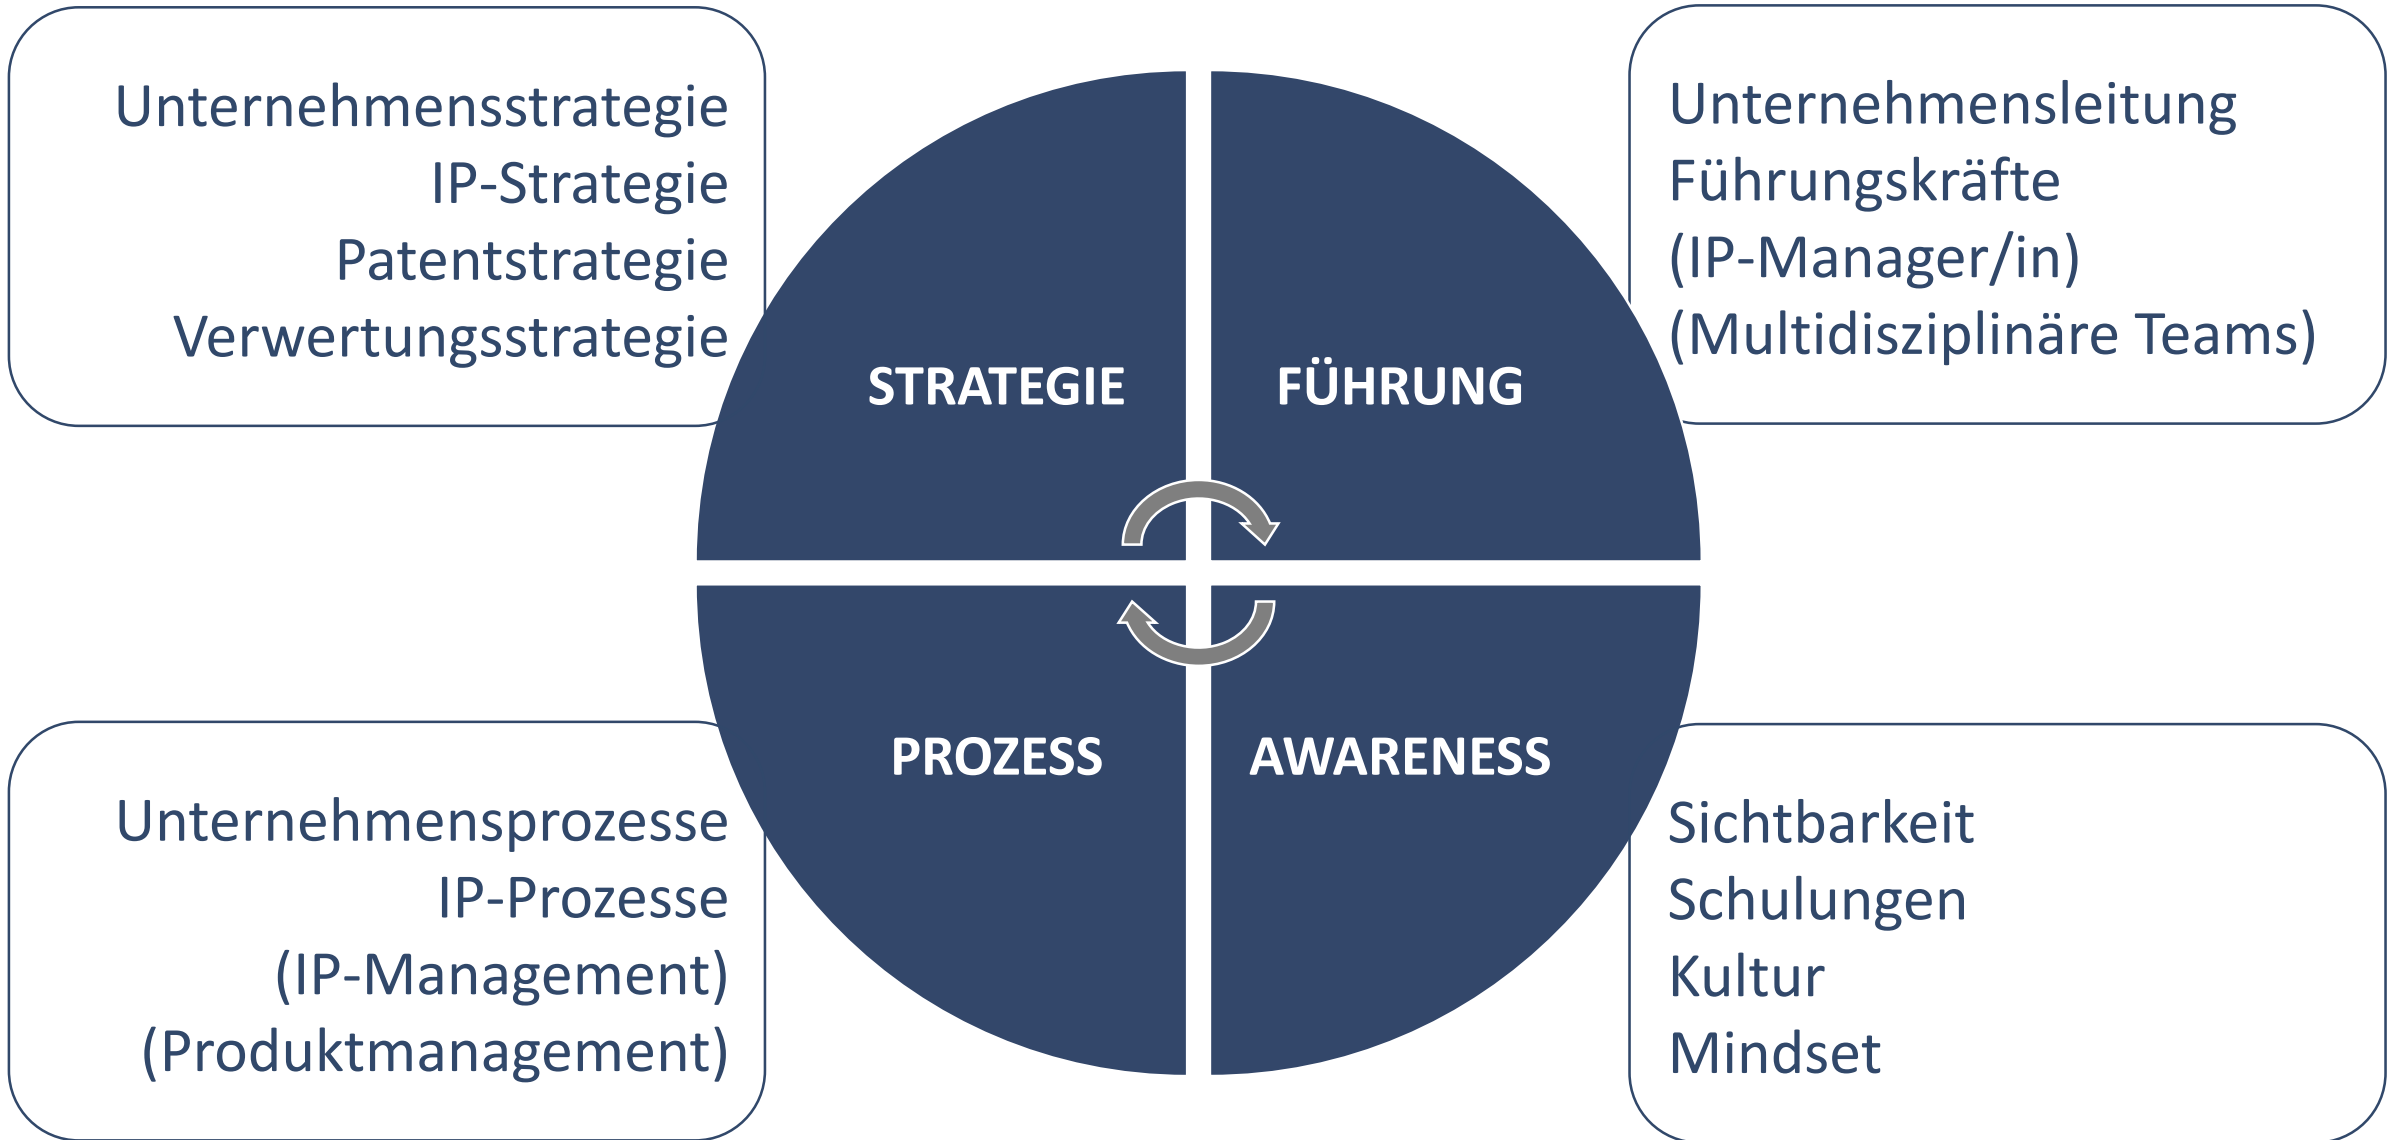 Unternehmensstrategie
IP-Strategie
Patentstrategie
Verwertungsstrategie
STRATEGIE
FÜHRUNG
Unternehmensleitung
Führungskräfte
(IP-Manager/in)
(Multidisziplinäre Teams)
Unternehmensprozesse
IP-Prozesse
(IP-Management)
(Produktmanagement)
PROZESS
AWARENESS
Sichtbarkeit
Schulungen
Kultur
Mindset